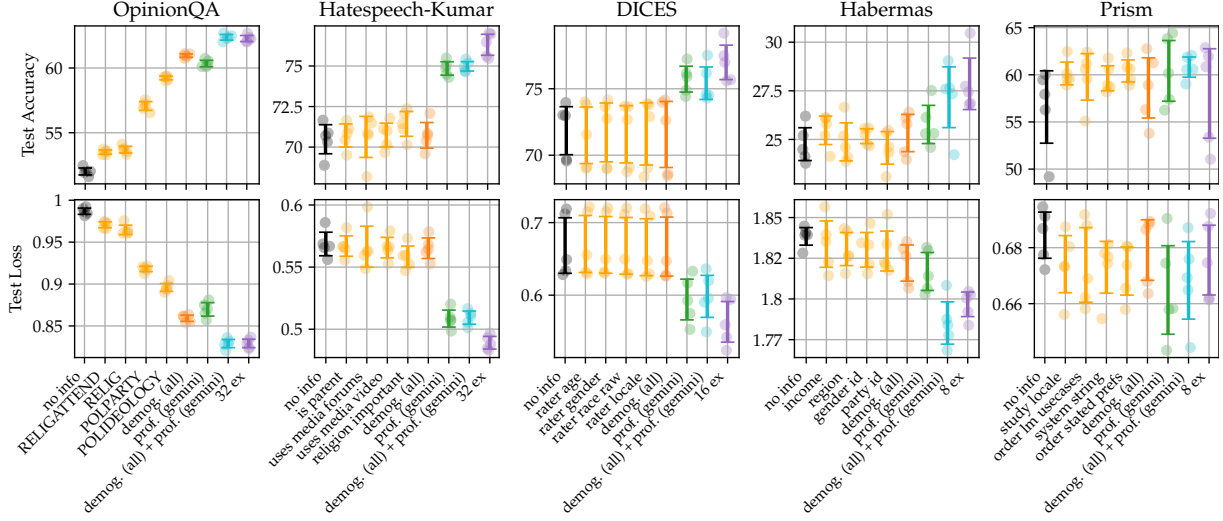 OpinionQA
Hatespeech-Kumar
DICES
Habermas
Prism
Test Accuracy
60
55
75
72.5
70
75
70
30
27.5
25
65
60
55
50
Test Loss
1
0.95
0.9
0.85
0.6
0.55
0.5
0.7
0.6
1.85
1.82
1.8
1.77
0.68
0.66
no info
RELIGATTEND
RELIG
POLPARTY
POLIDEOLOGY
demog. (all)
prof. (gemini)
demog. (all) + prof. (gemini)
32 ex
no info
is parent
uses media forums
uses media video
religion important
demog. (all)
prof. (gemini)
demog. (all) + prof. (gemini)
32 ex
no info
rater age
rater gender
rater race raw
rater locale
demog. (all)
prof. (gemini)
demog. (all) + prof. (gemini)
16 ex
no info
income
region
gender id
party id
demog. (all)
prof. (gemini)
demog. (all) + prof. (gemini)
8 ex
no info
study locale
order lm usecases
system string
order stated prefs
demog. (all)
prof. (gemini)
demog. (all) + prof. (gemini)
8 ex